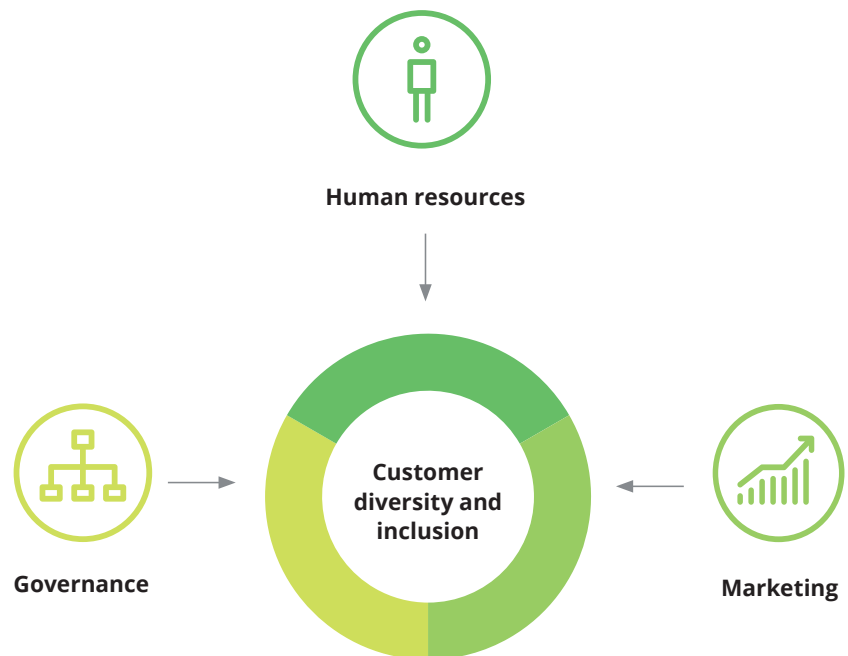 Human resources
Customer
diversity and
inclusion
Governance
Marketing